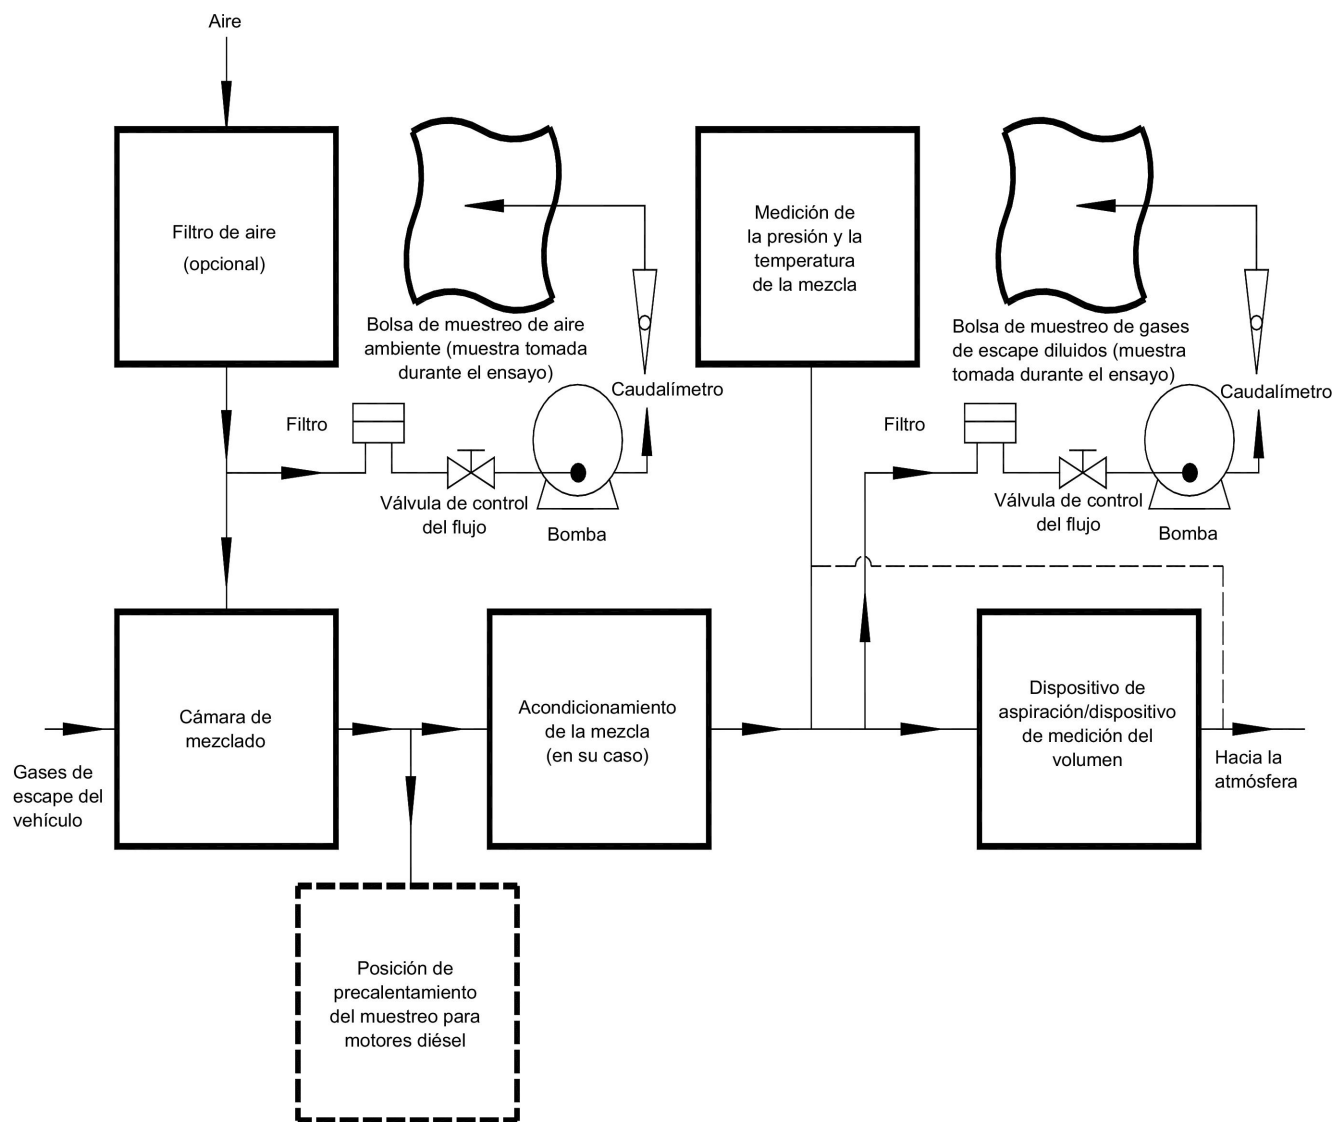 Aire
Filtro de aire
(opcional)
Bolsa de muestreo de aire
ambiente (muestra tomada
durante el ensayo)
Medición de
la presión y la
temperatura
de la mezcla
Bolsa de muestreo de gases
de escape diluidos (muestra
tomada durante el ensayo)
Caudalímetro
Caudalímetro
Filtro
Filtro
Válvula de control
del flujo
Bomba
Válvula de control
del flujo
Bomba
Cámara de
mezclado
Acondicionamiento
de la mezcla
(en su caso)
Dispositivo de
aspiración/dispositivo
de medición del
volumen
Gases de
escape del
vehículo
Hacia la
atmósfera
Posición de
precalentamiento
del muestreo para
motores diésel